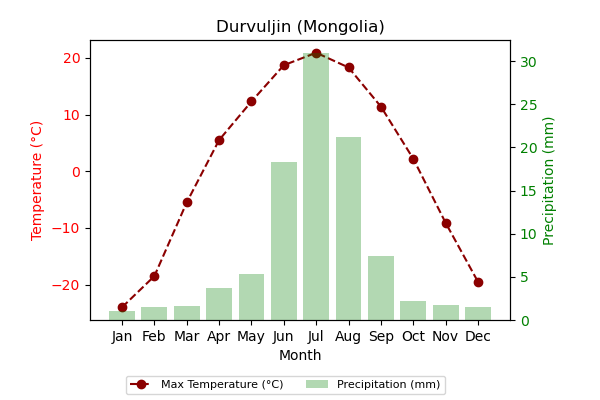 Durvuljin (Mongolia)
Temperature (°C)
20
10
0
−10
−20
30
25
20
15
10
5
0
Precipitation (mm)
Jan Feb Mar Apr May Jun Jul Aug Sep Oct Nov Dec
Month
Max Temperature (°C) Precipitation (mm)